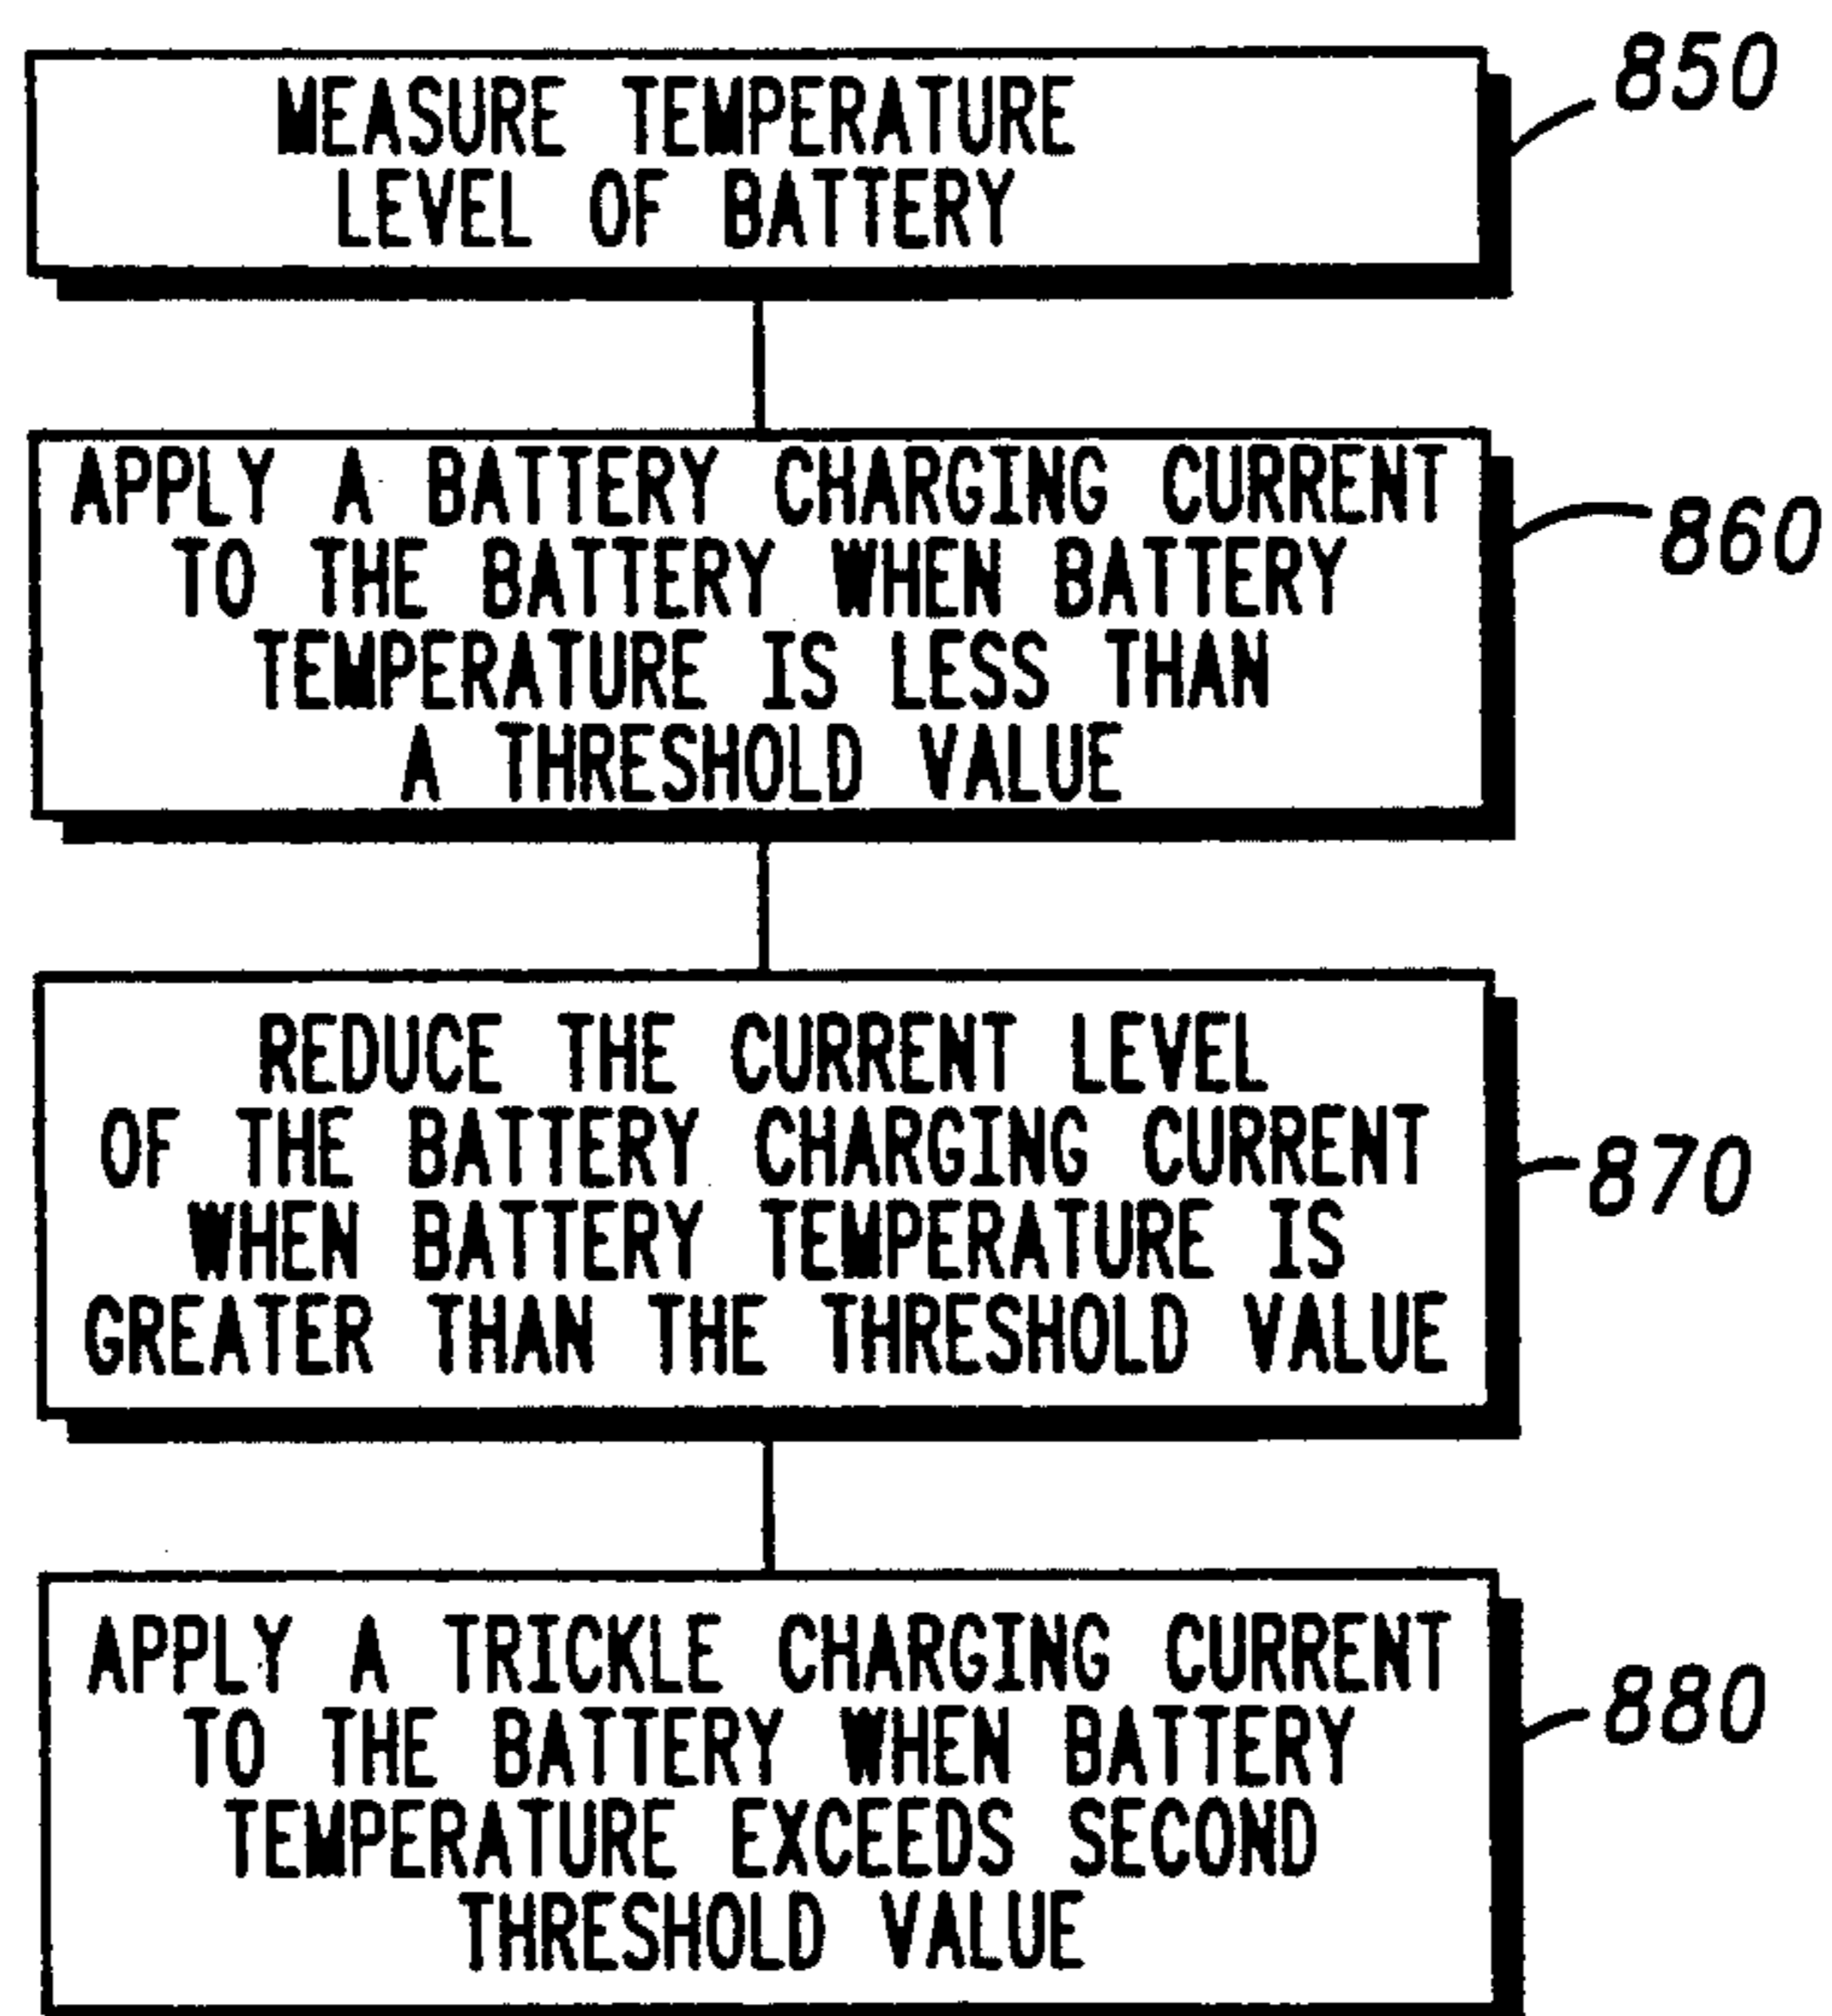 MEASURE TEMPERATURE
LEVEL OF BATTERY
850
APPLY A BATTERY CHARGING CURRENT
TO THE BATTERY WHEN BATTERY
TEMPERATURE IS LESS THAN
A THRESHOLD VALUE
860
REDUCE THE CURRENT LEVEL
OF THE BATTERY CHARGING CURRENT
WHEN BATTERY TEMPERATURE IS
GREATER THAN THE THRESHOLD VALUE
870
APPLY A TRICKLE CHARGING CURRENT
TO THE BATTERY WHEN BATTERY
TEMPERATURE EXCEEDS SECOND
THRESHOLD VALUE
880